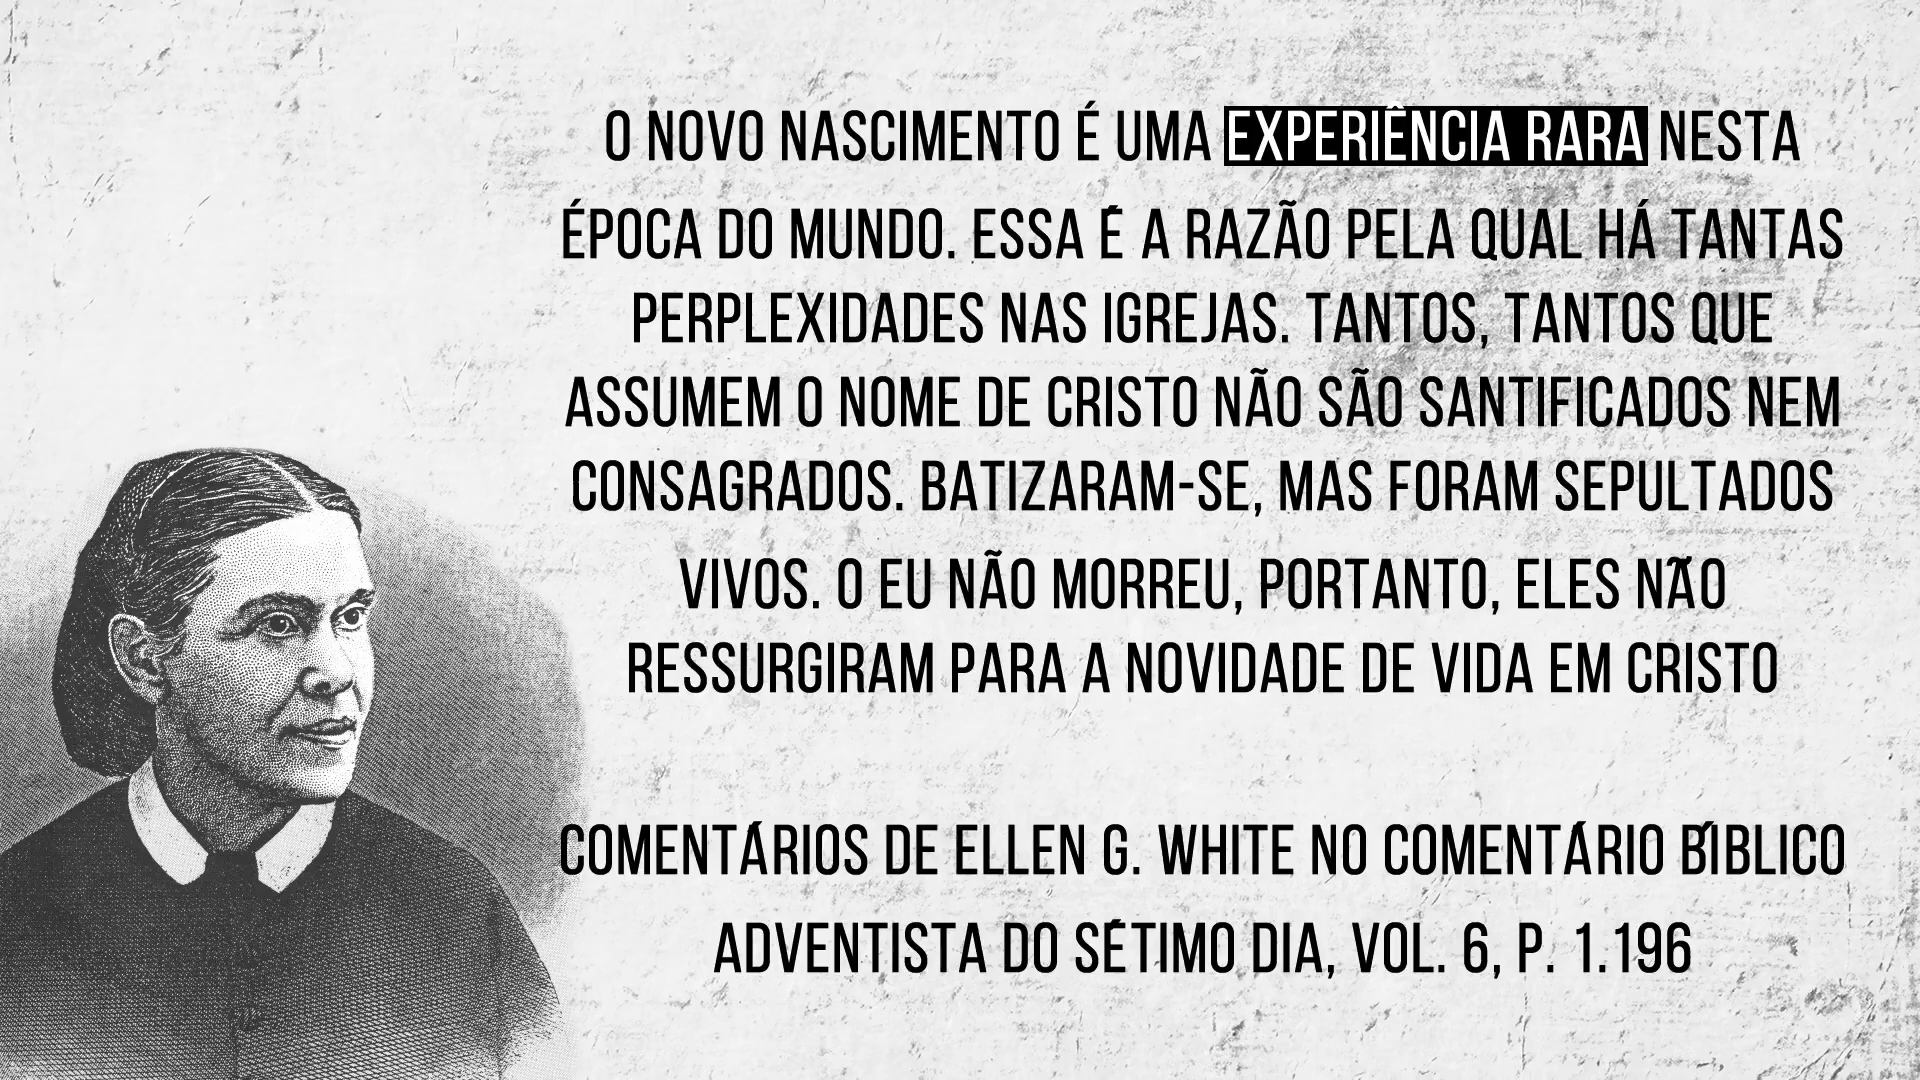 O NOVO NASCIMENTO É UMA EXPERIÊNCIA RARA NESTA
ÉPOCA DO MUNDO. ESSA É A RAZÃO PELA QUAL HÁ TANTAS
PERPLEXIDADES NAS IGREJAS. TANTOS, TANTOS QUE
ASSUMEM O NOME DE CRISTO NÃO SÃO SANTIFICADOS NEM
CONSAGRADOS. BATIZARAM-SE, MAS FORAM SEPULTADOS
VIVOS. O EU NÃO MORREU, PORTANTO, ELES NÃO
RESSURGIRAM PARA A NOVIDADE DE VIDA EM CRISTO
COMENTÁRIOS DE ELLEN G. WHITE NO COMENTÁRIO BÍBLICO
ADVENTISTA DO SÉTIMO DIA, VOL. 6, P. 1.196